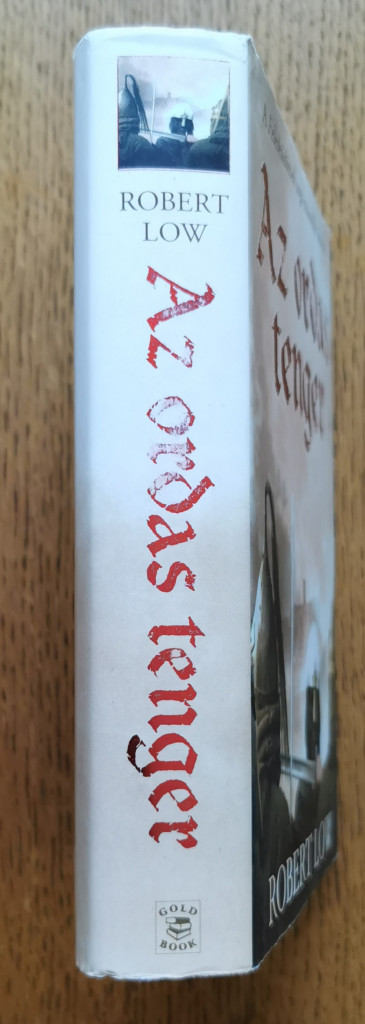 ROBERT
LOW
Az ordas tenger
GOLD
BOOK
Az ordas
tenger
ROBERT LOW